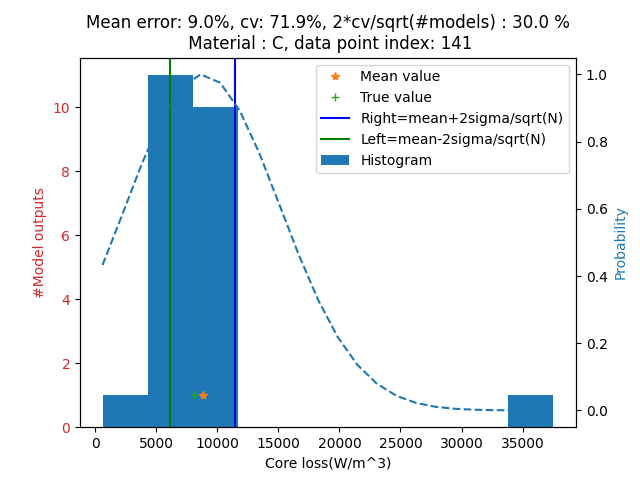 Mean error: 9.0%, cv: 71.9%, 2*cv/sqrt(#models) : 30.0 %
Material : C, data point index: 141
Mean value
True value
Right=mean+2sigma/sqrt(N)
Left=mean-2sigma/sqrt(N)
Histogram
#Model outputs
10
8
6
4
2
0
1.0
0.8
0.6
0.4
0.2
0.0
Probability
0 5000 10000 15000 20000 25000 30000 35000
Core loss(W/m^3)